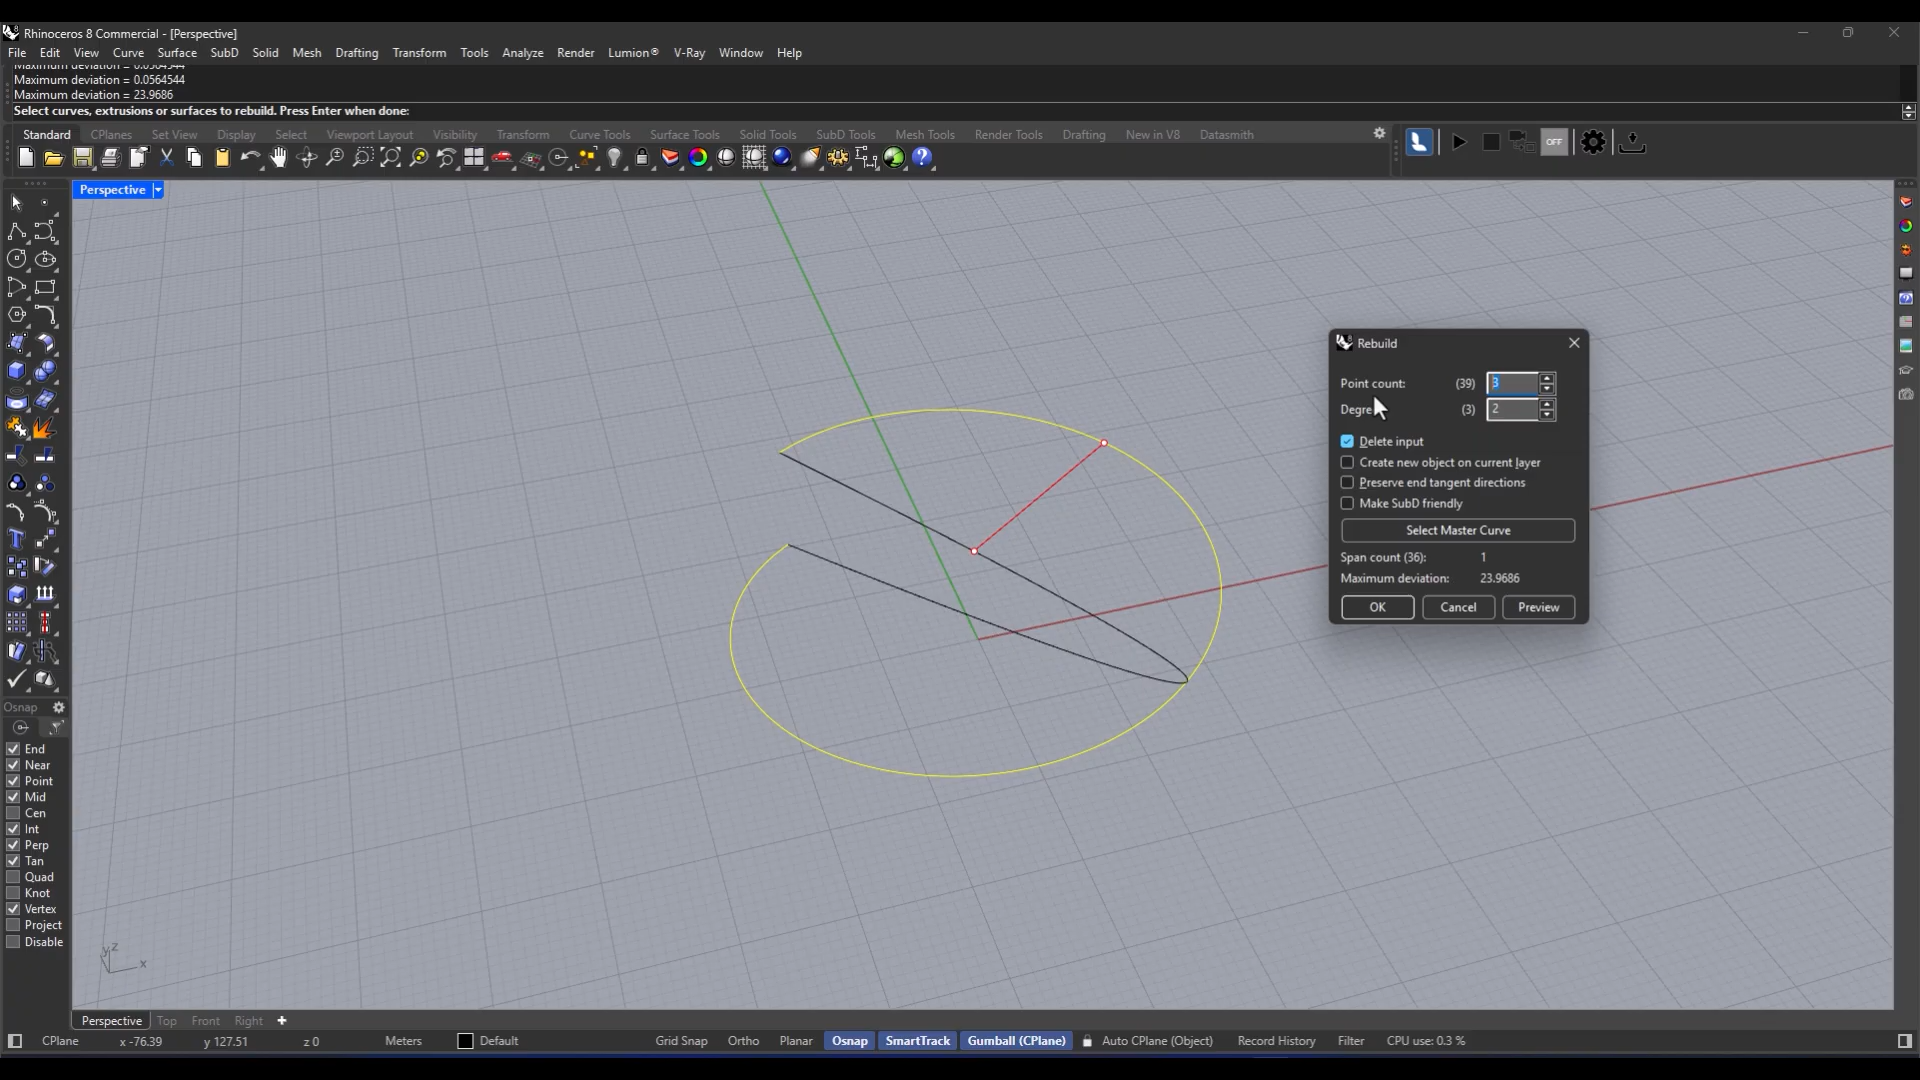 Rhinoceros 8 Commercial - [Perspective]
File Edit View Curve Surface SubD Solid Mesh Drafting Transform Tools Analyze Render Lumion® V-Ray Window Help
Maximum deviation = 0.0564544
Maximum deviation = 0.0564544
Maximum deviation = 23.9686
Select curves, extrusions or surfaces to rebuild. Press Enter when done:
Standard CPlanes Set View Display Select Viewport Layout Visibility Transform Curve Tools Surface Tools Solid Tools SubD Tools Mesh Tools Render Tools Drafting New in V8 Datasmith
OFF
Perspective
Rebuild
Point count: (39) 3
Degre (3) 2
Delete input
Create new object on current layer
Preserve end tangent directions
Make SubD friendly
Select Master Curve
Span count (36): 1
Maximum deviation: 23.9686
OK Cancel Preview
Osnap
End
Near
Point
Mid
Cen
Int
Perp
Tan
Quad
Knot
Vertex
Project
Disable
y z x
Perspective Top Front Right
CPlane x -76.39 y 127.51 z 0 Meters Default Grid Snap Ortho Planar Osnap SmartTrack Gumball (CPlane) Auto CPlane (Object) Record History Filter CPU use: 0.3 %